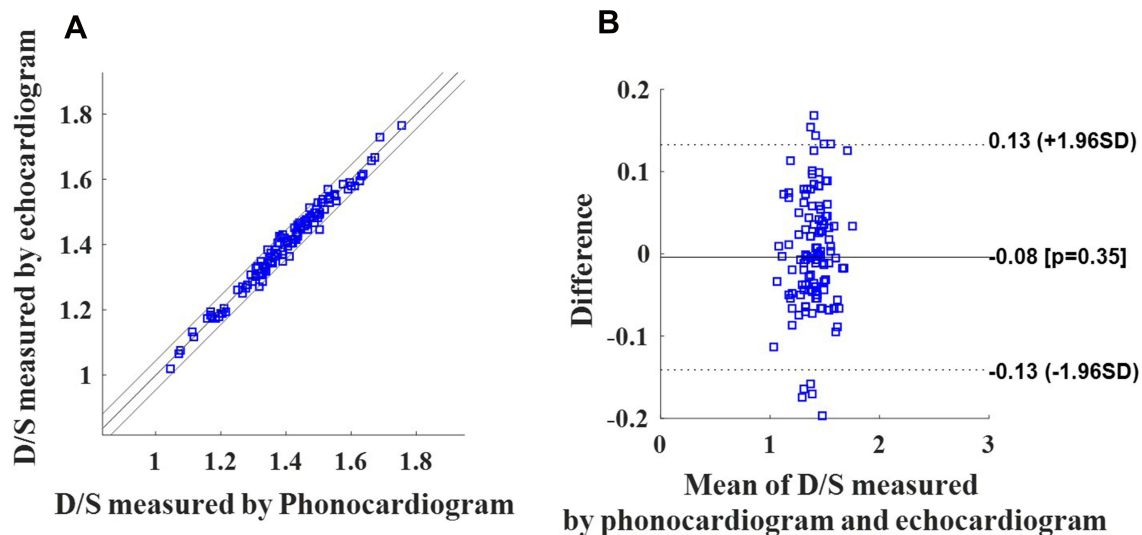 A
D/S measured by echocardiogram
1.8
1.6
1.4
1.2
1
1
1.2
1.4
1.6
1.8
D/S measured by Phonocardiogram
B
Difference
0.2
0.1
0
-0.1
-0.2
0.13 (+1.96SD)
-0.08 [p=0.35]
-0.13 (-1.96SD)
0
1
2
3
Mean of D/S measured
by phonocardiogram and echocardiogram